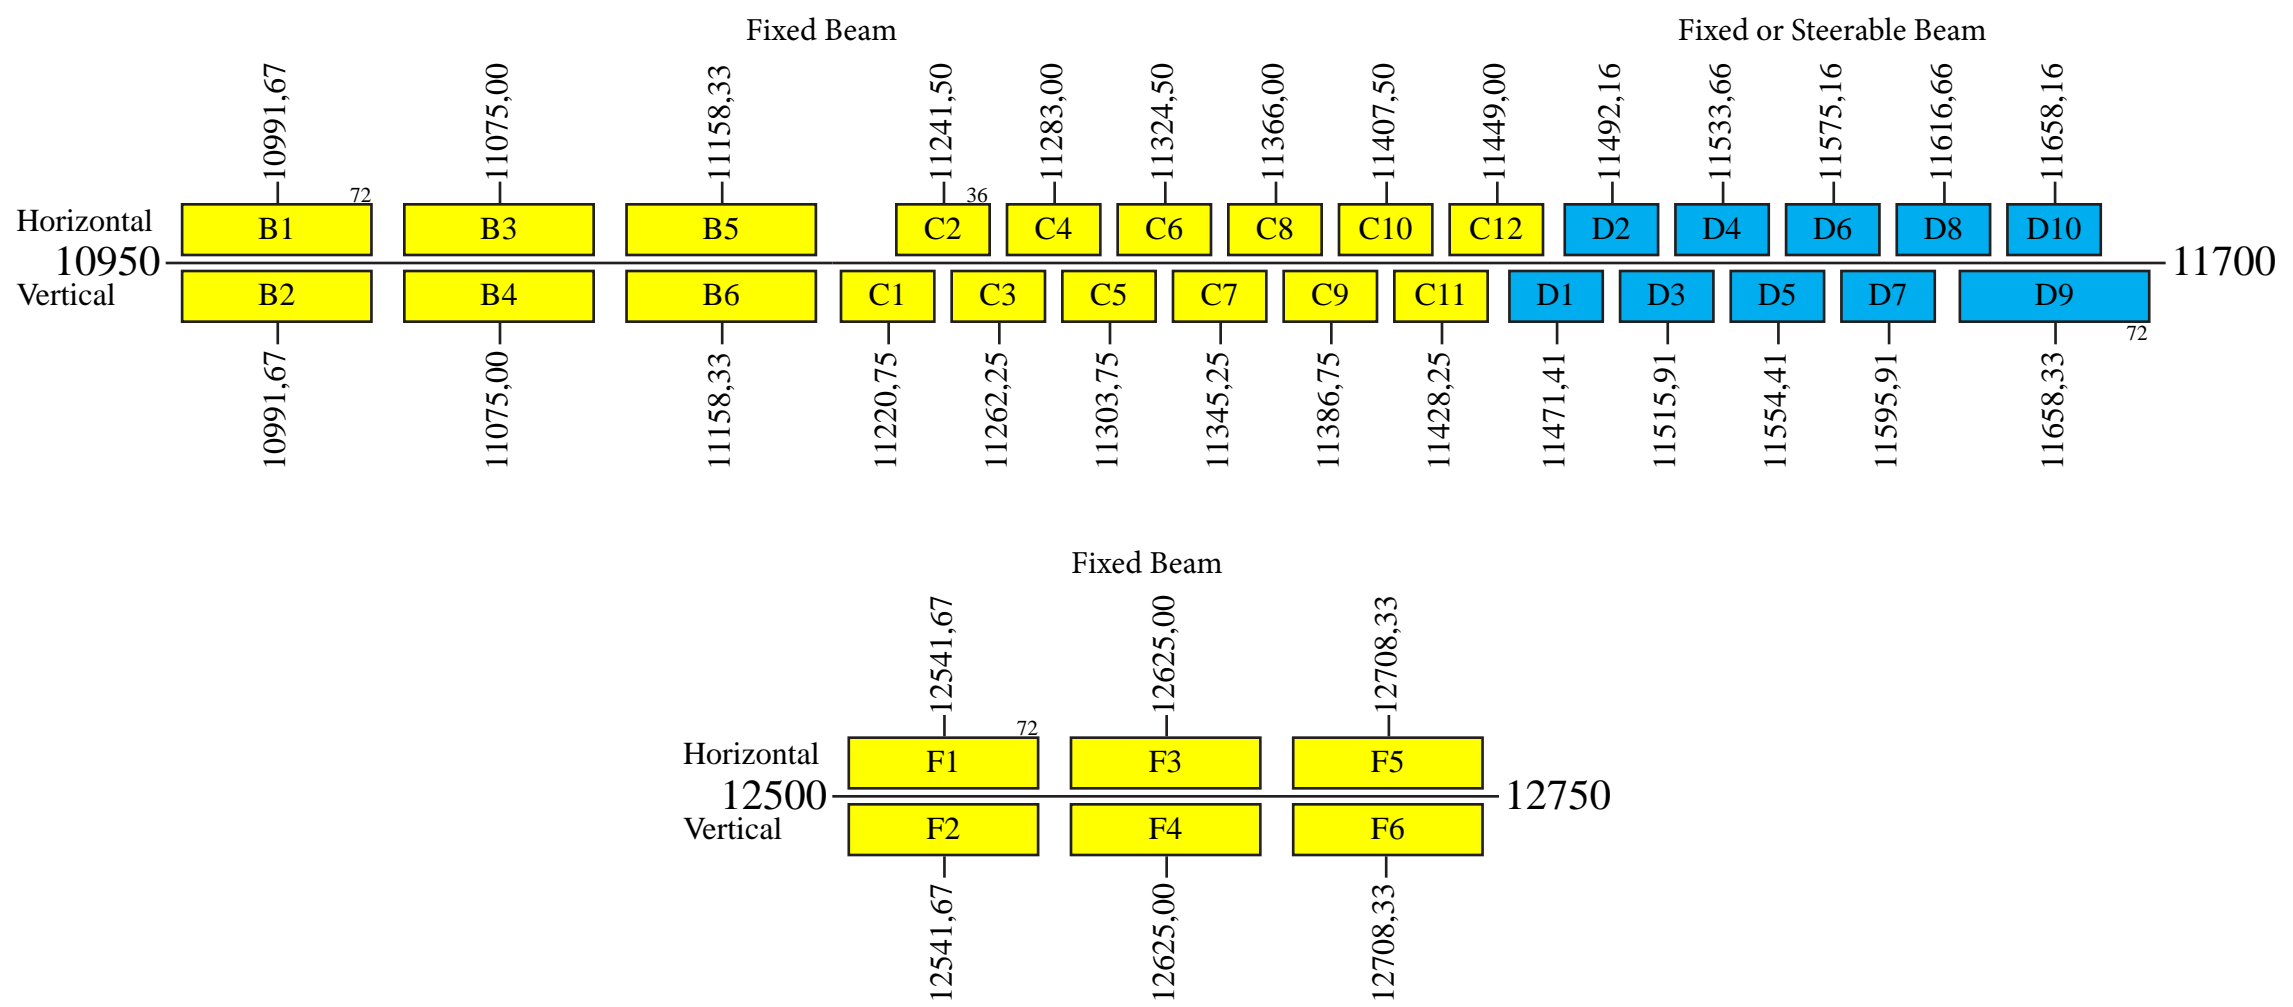 Fixed Beam Fixed or Steerable Beam
10991,67 11075,00 11158,33 11241,50 11283,00 11324,50 11366,00 11407,50 11449,00 11492,16 11533,66 11575,16 11616,66 11658,16
72 36
Horizontal B1 B3 B5 C2 C4 C6 C8 C10 C12 D2 D4 D6 D8 D10
10950 11700
Vertical B2 B4 B6 C1 C3 C5 C7 C9 C11 D1 D3 D5 D7 D9
72
10991,67 11075,00 11158,33 11220,75 11262,25 11303,75 11345,25 11386,75 11428,25 11471,41 11515,91 11554,41 11595,91 11658,33
Fixed Beam
12541,67 12625,00 12708,33
72
Horizontal F1 F3 F5
12500 12750
Vertical F2 F4 F6
12541,67 12625,00 12708,33